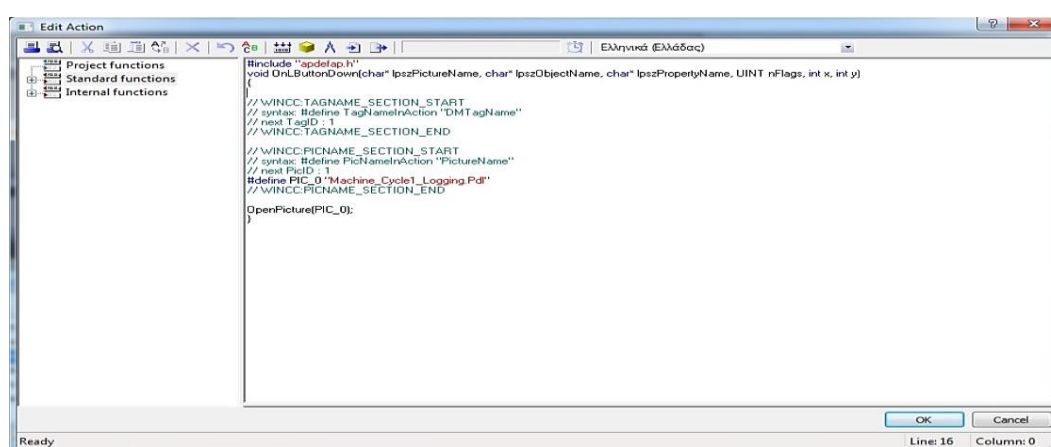 Edit Action
Ελληνικά (Ελλάδας)
Project functions
Standard functions
Internal functions
#include "apdefap.h"
void OnLButtonDown(char* lpszPictureName, char* lpszObjectName, char* lpszPropertyName, UINT nFlags, int x, int y)
{
// WINCC:TAGNAME_SECTION_START
// syntax: #define TagNameInAction "DMTagName"
// next TagID : 1
// WINCC:TAGNAME_SECTION_END
// WINCC:PICNAME_SECTION_START
// syntax: #define PicNameInAction "PictureName"
// next PicID : 1
#define PIC_0 "Machine_Cycle1_Logging.Pdl"
// WINCC:PICNAME_SECTION_END
OpenPicture(PIC_0);
}
OK
Cancel
Ready
Line: 16
Column: 0